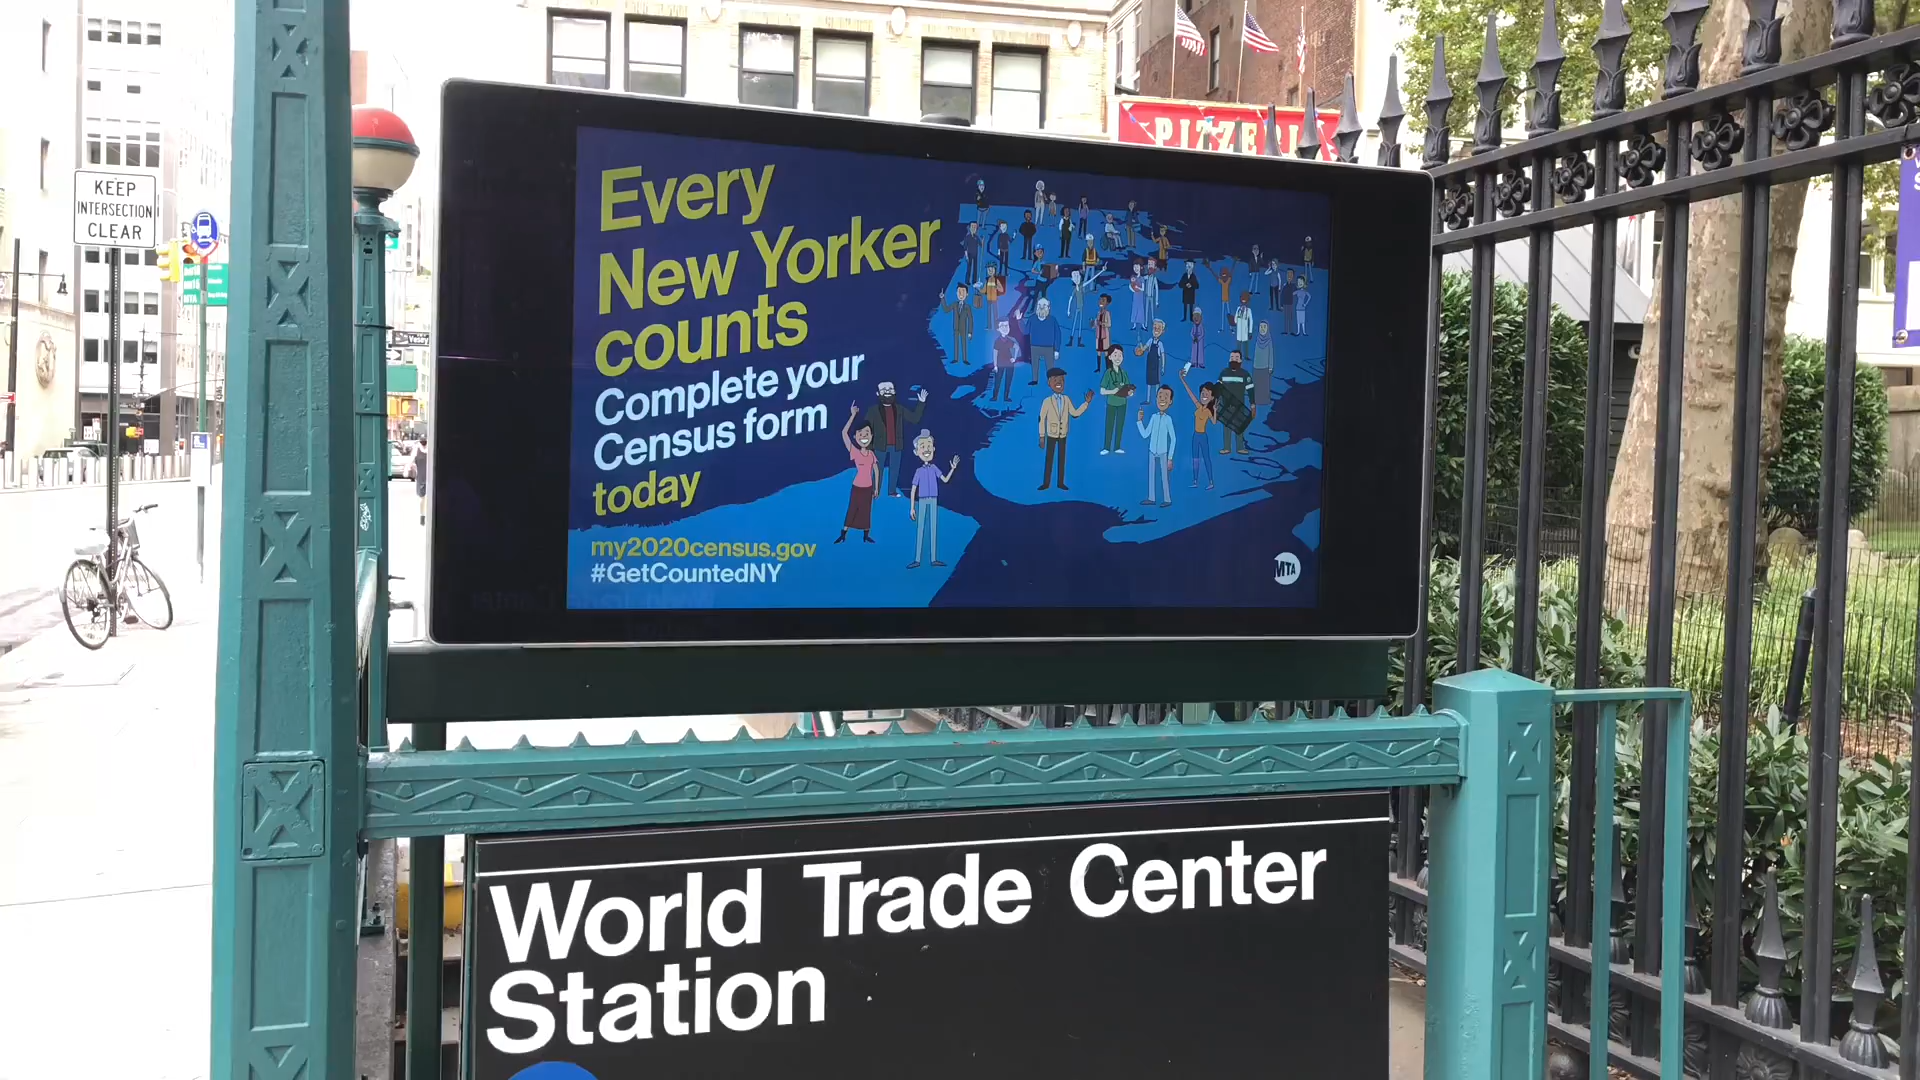 KEEP
INTERSECTION
CLEAR
PIZZERIA
Every
New Yorker
counts
Complete your
Census form
today
my2020census.gov
#GetCountedNY
MTA
World Trade Center
Station